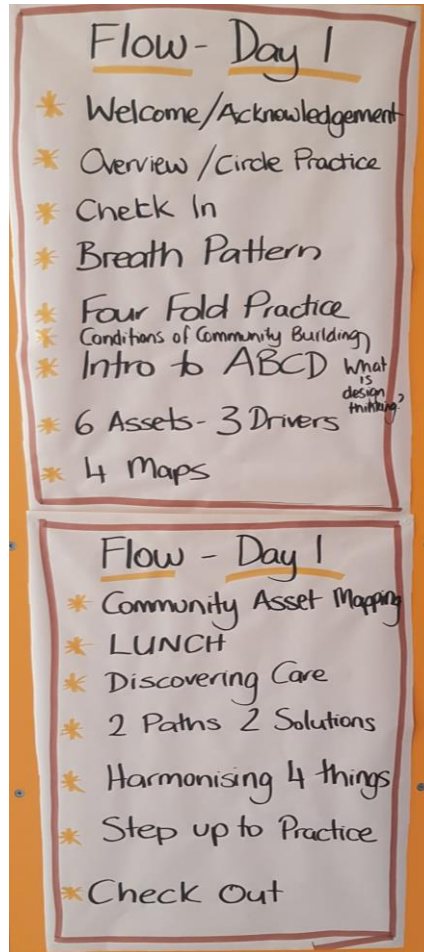 Flow - Day 1
* Welcome/Acknowledgement
* Overview/Circle Practice
* Check In
* Breath Pattern
* Four Fold Practice
* Conditions of Community Building
* Intro to ABCD What is design thinking?
* 6 Assets - 3 Drivers
* 4 Maps
Flow - Day 1
* Community Asset Mapping
* LUNCH
* Discovering Care
* 2 Paths 2 Solutions
* Harmonising 4 things
* Step up to Practice
* Check Out